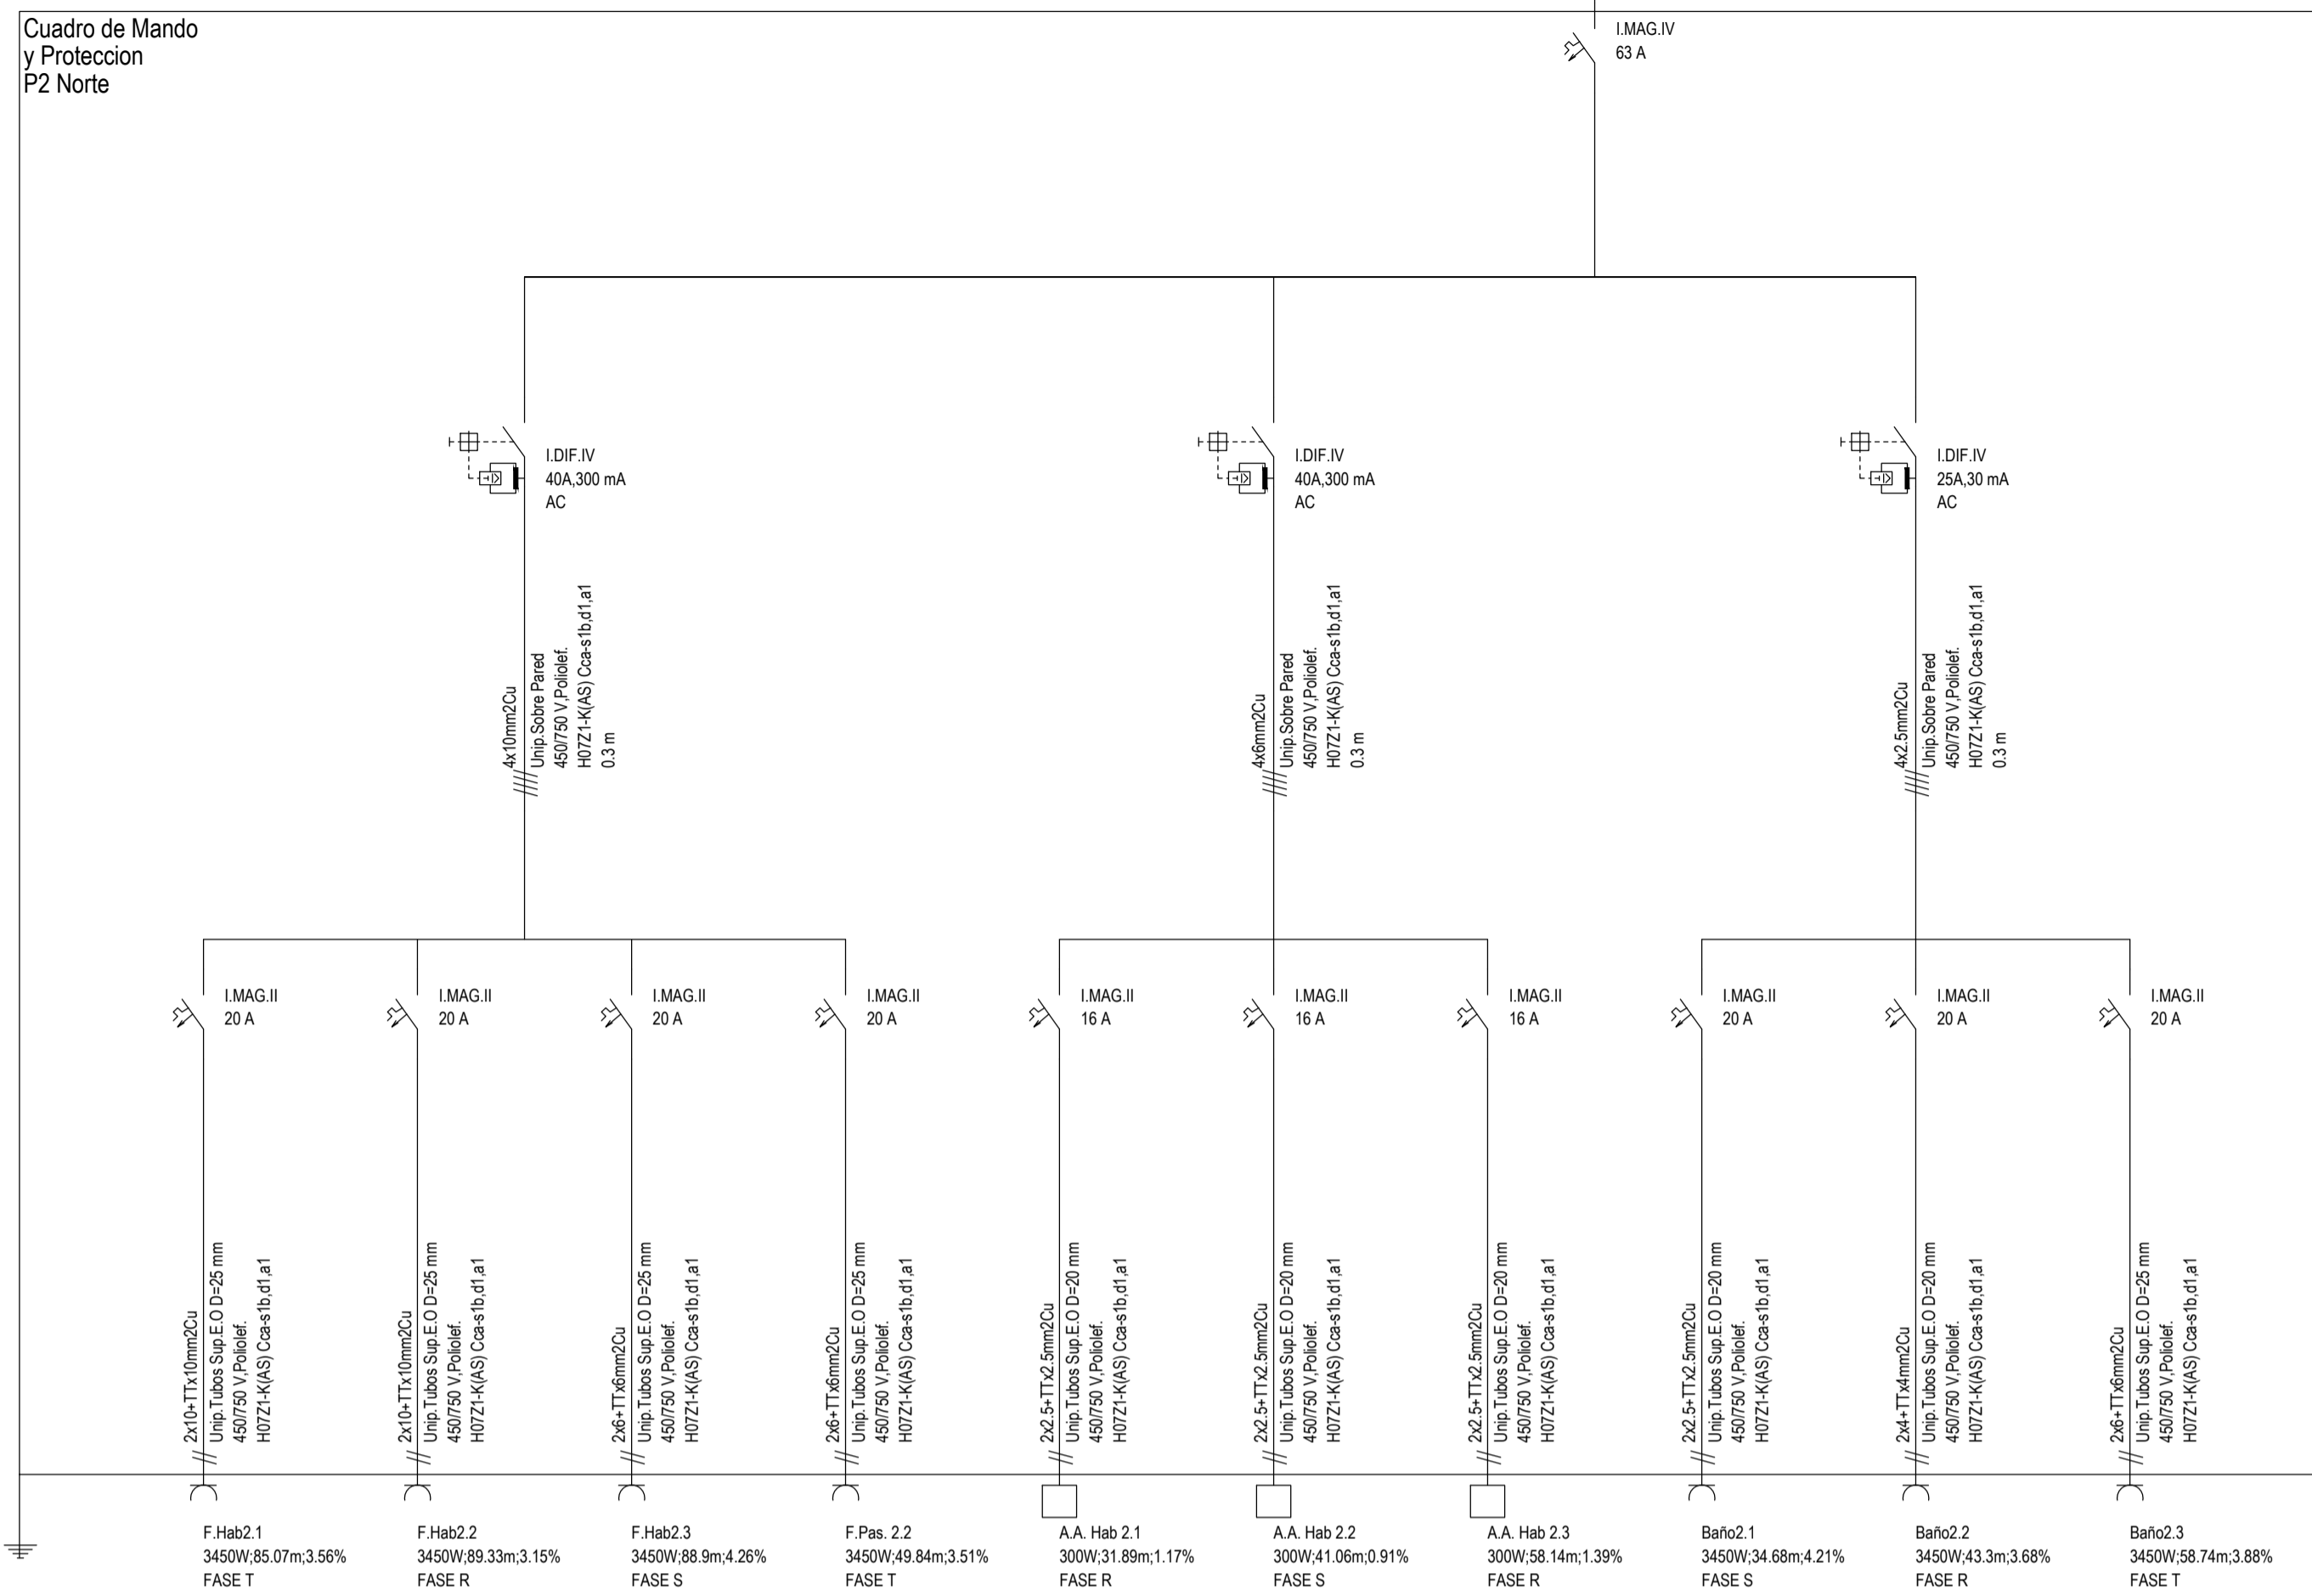 Cuadro de Mando
y Proteccion
P2 Norte
I.MAG.IV
63 A
I.DIF.IV
40A,300 mA
AC
I.DIF.IV
40A,300 mA
AC
I.DIF.IV
25A,30 mA
AC
4x10mm2Cu
Unip.Sobre Pared
450/750 V,Poliolef.
H07Z1-K(AS) Cca-s1b,d1,a1
0.3 m
4x6mm2Cu
Unip.Sobre Pared
450/750 V,Poliolef.
H07Z1-K(AS) Cca-s1b,d1,a1
0.3 m
4x2.5mm2Cu
Unip.Sobre Pared
450/750 V,Poliolef.
H07Z1-K(AS) Cca-s1b,d1,a1
0.3 m
I.MAG.II
20 A
I.MAG.II
20 A
I.MAG.II
20 A
I.MAG.II
20 A
I.MAG.II
16 A
I.MAG.II
16 A
I.MAG.II
16 A
I.MAG.II
20 A
I.MAG.II
20 A
I.MAG.II
20 A
2x10+TTx10mm2Cu
Unip.Tubos Sup.E.O D=25 mm
450/750 V,Poliolef.
H07Z1-K(AS) Cca-s1b,d1,a1
2x10+TTx10mm2Cu
Unip.Tubos Sup.E.O D=25 mm
450/750 V,Poliolef.
H07Z1-K(AS) Cca-s1b,d1,a1
2x6+TTx6mm2Cu
Unip.Tubos Sup.E.O D=25 mm
450/750 V,Poliolef.
H07Z1-K(AS) Cca-s1b,d1,a1
2x6+TTx6mm2Cu
Unip.Tubos Sup.E.O D=25 mm
450/750 V,Poliolef.
H07Z1-K(AS) Cca-s1b,d1,a1
2x2.5+TTx2.5mm2Cu
Unip.Tubos Sup.E.O D=20 mm
450/750 V,Poliolef.
H07Z1-K(AS) Cca-s1b,d1,a1
2x2.5+TTx2.5mm2Cu
Unip.Tubos Sup.E.O D=20 mm
450/750 V,Poliolef.
H07Z1-K(AS) Cca-s1b,d1,a1
2x2.5+TTx2.5mm2Cu
Unip.Tubos Sup.E.O D=20 mm
450/750 V,Poliolef.
H07Z1-K(AS) Cca-s1b,d1,a1
2x2.5+TTx2.5mm2Cu
Unip.Tubos Sup.E.O D=20 mm
450/750 V,Poliolef.
H07Z1-K(AS) Cca-s1b,d1,a1
2x4+TTx4mm2Cu
Unip.Tubos Sup.E.O D=20 mm
450/750 V,Poliolef.
H07Z1-K(AS) Cca-s1b,d1,a1
2x6+TTx6mm2Cu
Unip.Tubos Sup.E.O D=25 mm
450/750 V,Poliolef.
H07Z1-K(AS) Cca-s1b,d1,a1
F.Hab2.1
3450W;85.07m;3.56%
FASE T
F.Hab2.2
3450W;89.33m;3.15%
FASE R
F.Hab2.3
3450W;88.9m;4.26%
FASE S
F.Pas. 2.2
3450W;49.84m;3.51%
FASE T
A.A. Hab 2.1
300W;31.89m;1.17%
FASE R
A.A. Hab 2.2
300W;41.06m;0.91%
FASE S
A.A. Hab 2.3
300W;58.14m;1.39%
FASE R
Baño2.1
3450W;34.68m;4.21%
FASE S
Baño2.2
3450W;43.3m;3.68%
FASE R
Baño2.3
3450W;58.74m;3.88%
FASE T